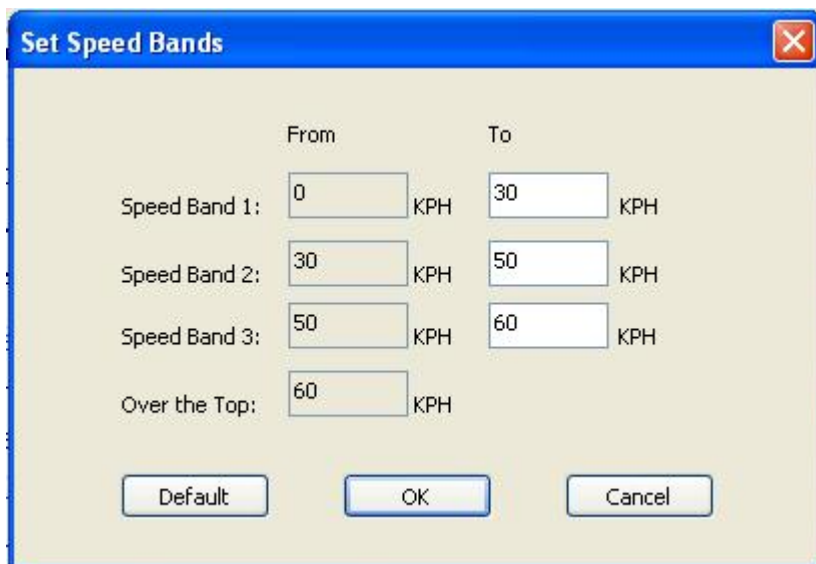 Set Speed Bands
From To
Speed Band 1: 0 KPH 30 KPH
Speed Band 2: 30 KPH 50 KPH
Speed Band 3: 50 KPH 60 KPH
Over the Top: 60 KPH
Default OK Cancel